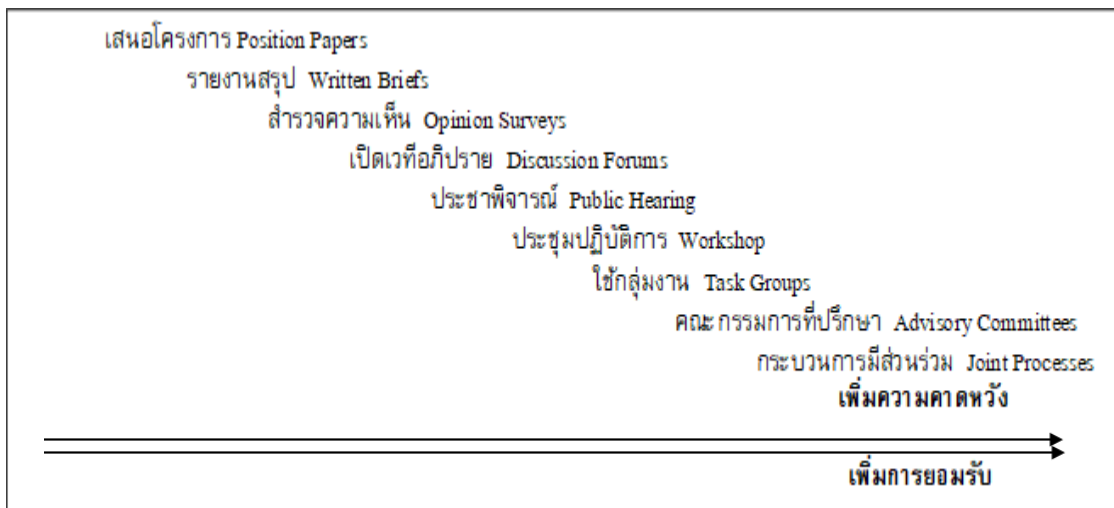 เสนอโครงการ Position Papers
รายงานสรุป Written Briefs
สำรวจความเห็น Opinion Surveys
เปิดเวทีอภิปราย Discussion Forums
ประชาพิจารณ์ Public Hearing
ประชุมปฏิบัติการ Workshop
ใช้กลุ่มงาน Task Groups
คณะกรรมการที่ปรึกษา Advisory Committees
กระบวนการมีส่วนร่วม Joint Processes
เพิ่มความคาดหวัง
เพิ่มการยอมรับ